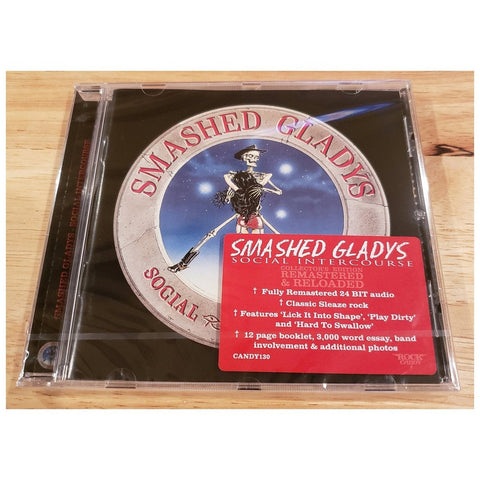 SMASHED GLADYS SOCIAL INTERCOURSE
SMASHED GLADYS
SOCIAL
SMASHED GLADYS
SOCIAL INTERCOURSE
COLLECTOR'S EDITION
REMASTERED
& RELOADED
† Fully Remastered 24 BIT audio
† Classic Sleaze rock
† Features 'Lick It Into Shape', 'Play Dirty'
and 'Hard To Swallow'
† 12 page booklet, 3,000 word essay, band
involvement & additional photos
CANDY130
ROCK
CANDY